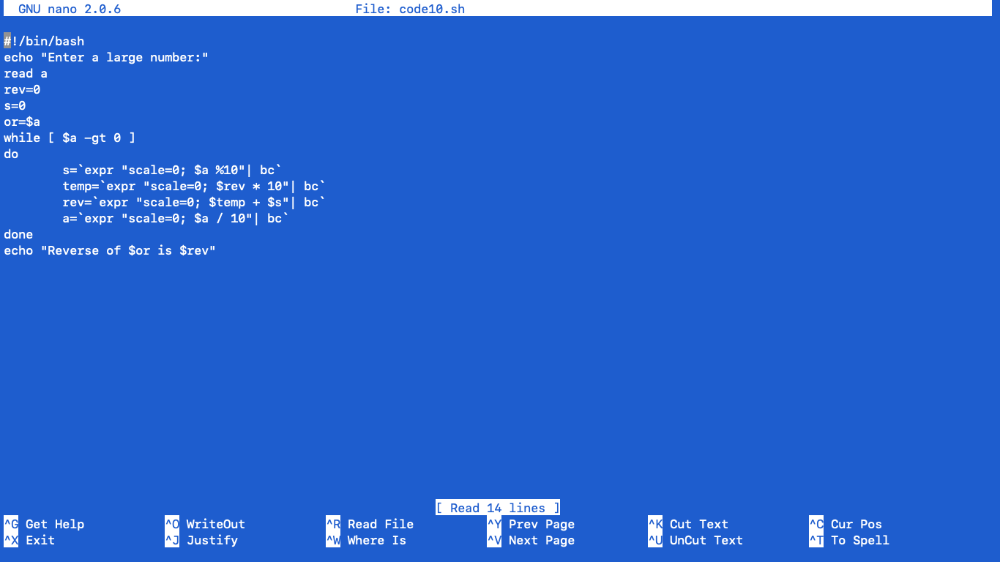 GNU nano 2.0.6 File: code10.sh
#!/bin/bash
echo "Enter a large number:"
read a
rev=0
s=0
or=$a
while [ $a -gt 0 ]
do
        s=`expr "scale=0; $a %10"| bc`
        temp=`expr "scale=0; $rev * 10"| bc`
        rev=`expr "scale=0; $temp + $s"| bc`
        a=`expr "scale=0; $a / 10"| bc`
done
echo "Reverse of $or is $rev"
[ Read 14 lines ]
^G Get Help ^O WriteOut ^R Read File ^Y Prev Page ^K Cut Text ^C Cur Pos
^X Exit ^J Justify ^W Where Is ^V Next Page ^U UnCut Text ^T To Spell